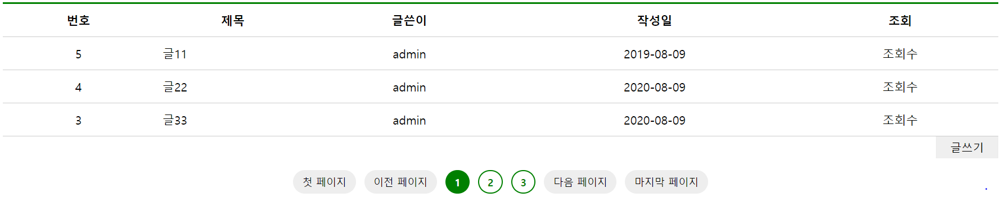 번호 제목 글쓴이 작성일 조회
5 글11 admin 2019-08-09 조회수
4 글22 admin 2020-08-09 조회수
3 글33 admin 2020-08-09 조회수
글쓰기
첫 페이지 이전 페이지 1 2 3 다음 페이지 마지막 페이지